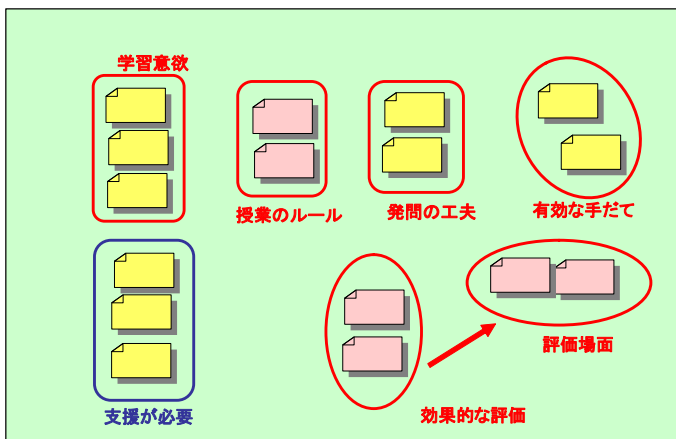 学習意欲
授業のルール
発問の工夫
有効な手だて
支援が必要
効果的な評価
評価場面